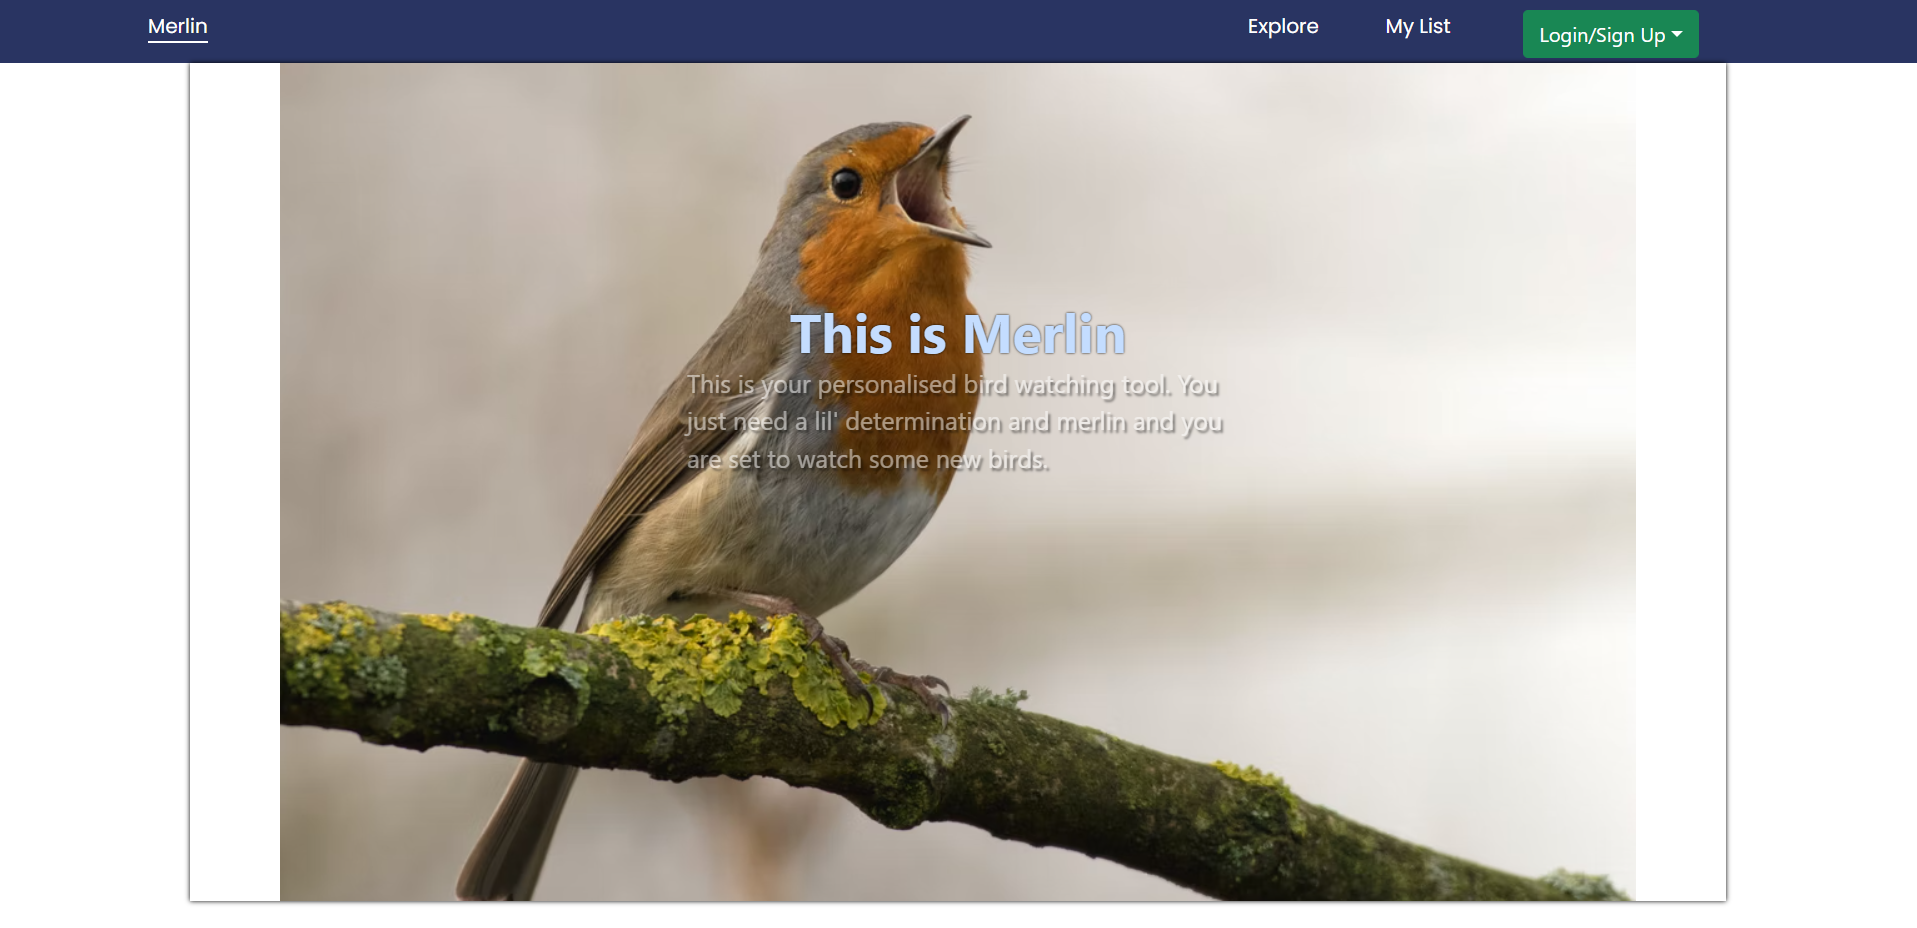 Merlin
Explore
My List
Login/Sign Up
This is Merlin
This is your personalised bird watching tool. You
just need a lil' determination and merlin and you
are set to watch some new birds.